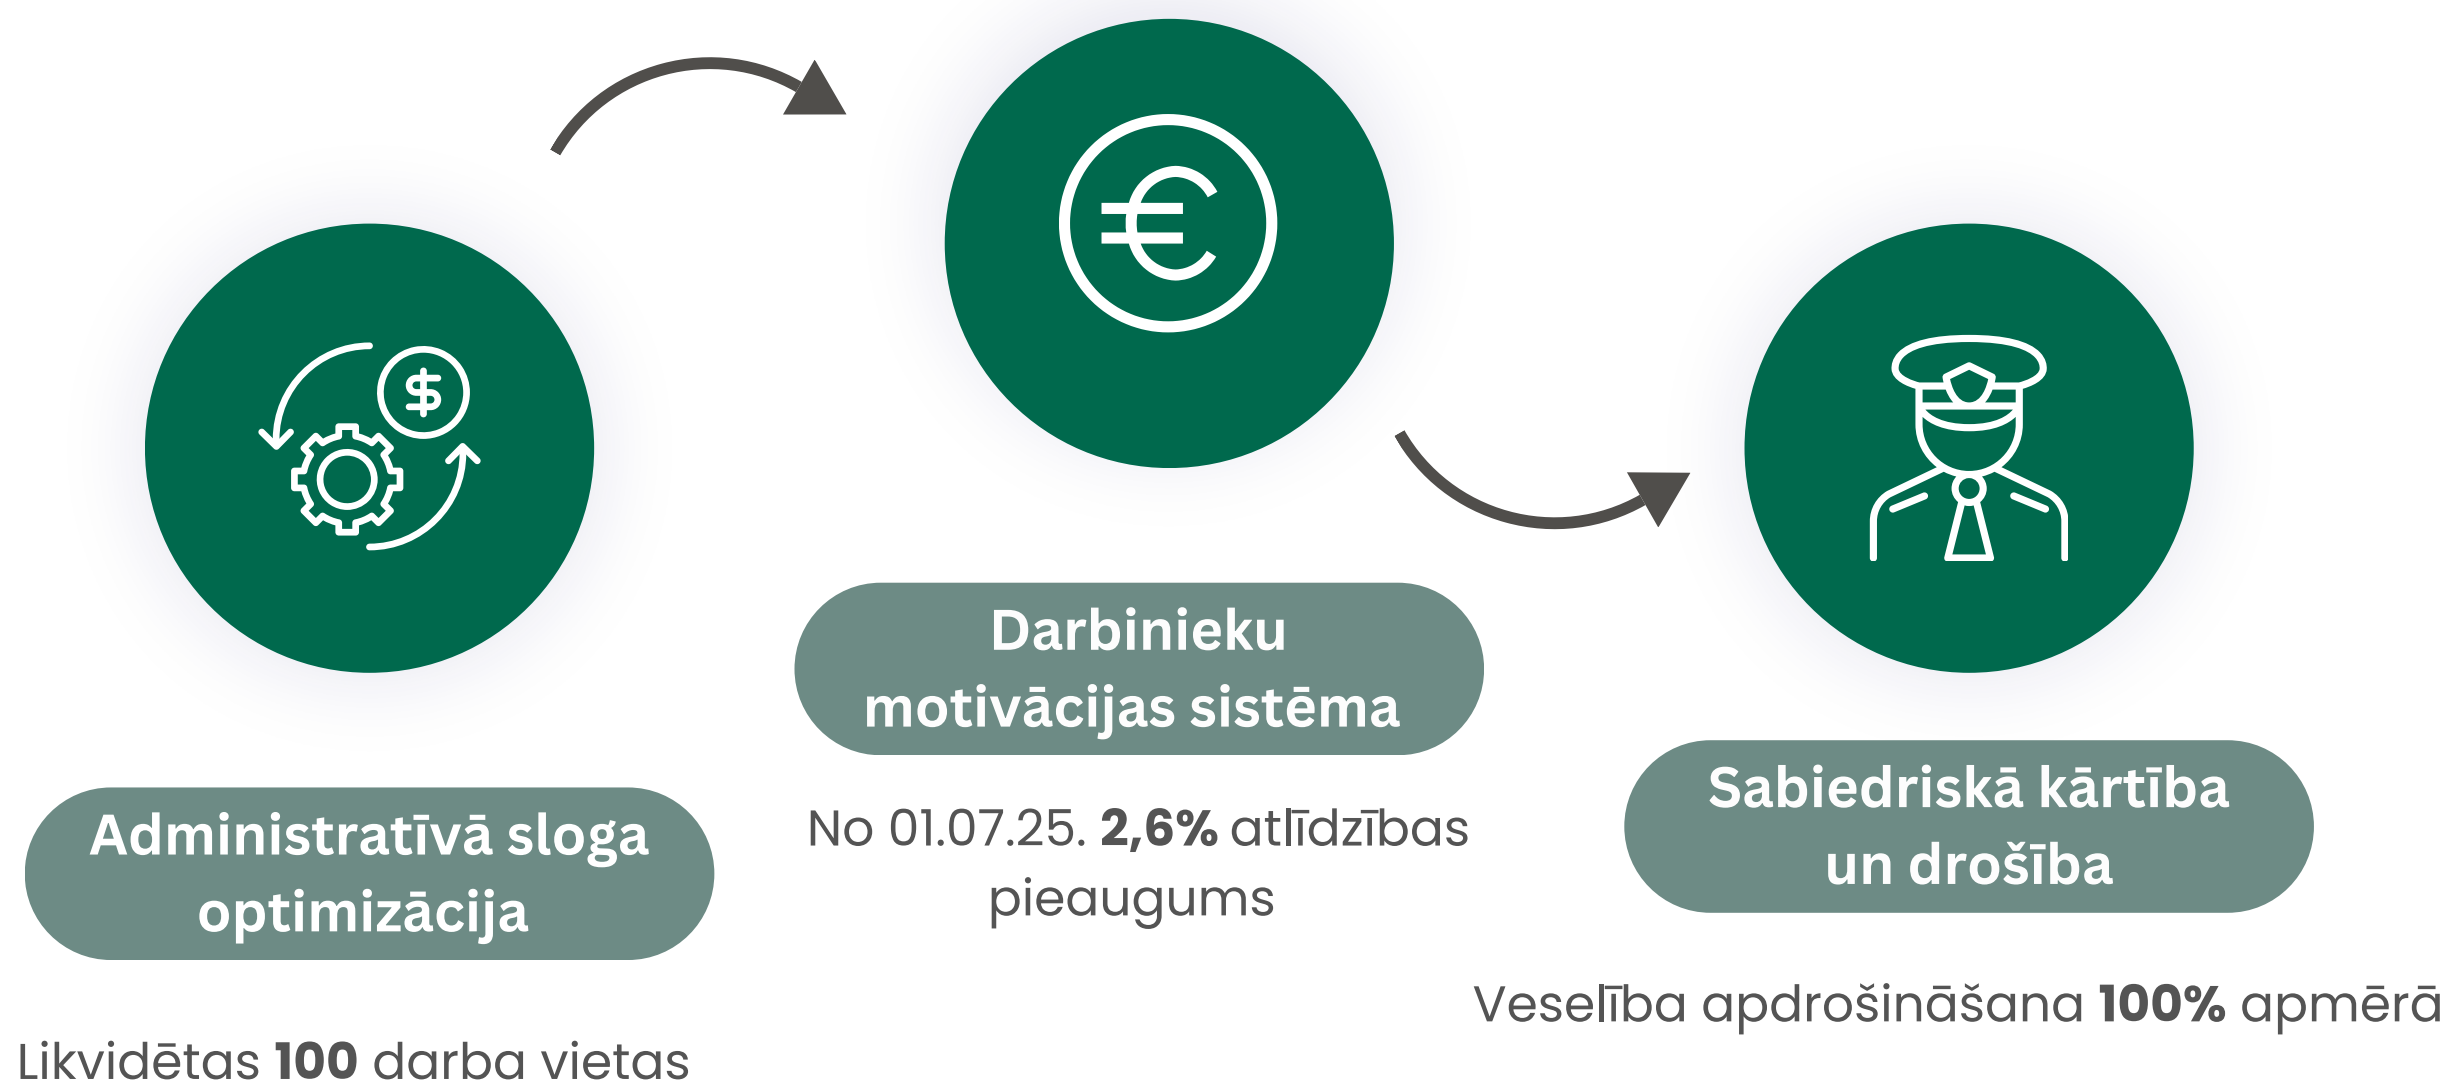 Administratīvā sloga
optimizācija
Likvidētas 100 darba vietas
Darbinieku
motivācijas sistēma
No 01.07.25. 2,6% atlīdzības
pieaugums
Sabiedriskā kārtība
un drošība
Veselība apdrošināšana 100% apmērā